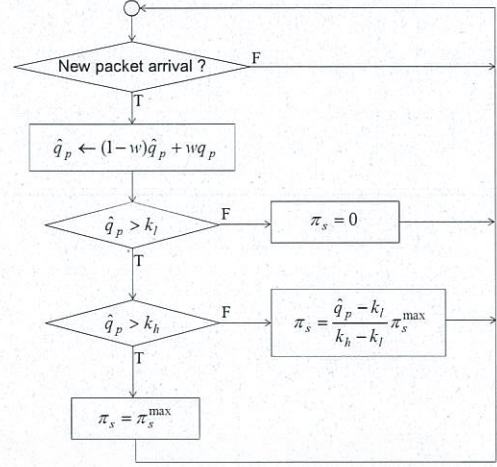 New packet arrival ?
F
T
q̂_p ← (1−w)q̂_p + wq_p
q̂_p > k_l
F
π_s = 0
T
q̂_p > k_h
F
π_s = \frac{q̂_p − k_l}{k_h − k_l} π_s^{max}
T
π_s = π_s^{max}